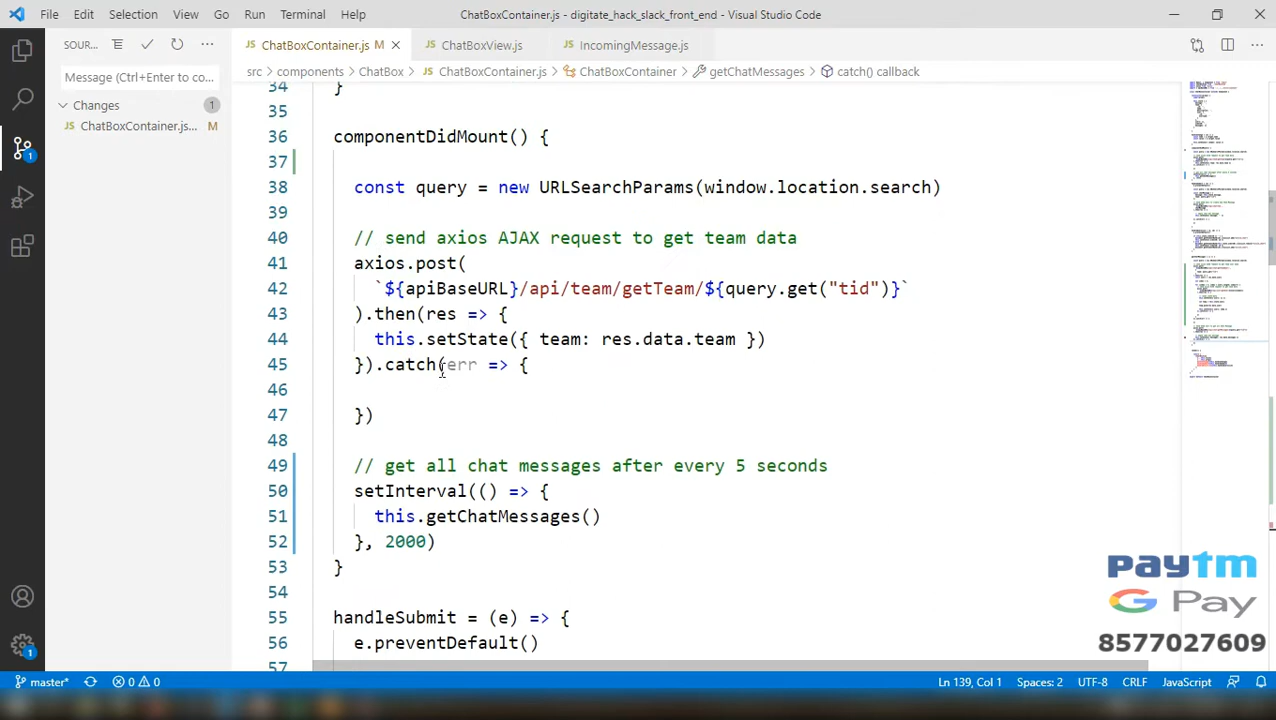 File Edit Selection View Go Run Terminal Help
ChatBoxContainer.js - digitate_hack_slack_front_end - Visual Studio Code
SOUR...
ChatBoxContainer.js M
ChatBoxView.js
IncomingMessage.js
Message (Ctrl+Enter to co...
src > components > ChatBox > ChatBoxContainer.js > ChatBoxContainer > getChatMessages > catch() callback
Changes 1
ChatBoxContainer.js... M
34 }
35
36 componentDidMount() {
37
38 const query = new URLSearchParams(window.location.search)
39
40 // send axios AJAX request to get team data
41 axios.post(
42 `${apiBaseURL}/api/team/getTeam/${query.get("tid")}`
43 ).then(res => {
44 this.setState({ team: res.data.team })
45 }).catch(err => {
46
47 })
48
49 // get all chat messages after every 5 seconds
50 setInterval(() => {
51 this.getChatMessages()
52 }, 2000)
53 }
54
55 handleSubmit = (e) => {
56 e.preventDefault()
57
paytm
G Pay
8577027609
1
1
master* 0 0 Ln 139, Col 1 Spaces: 2 UTF-8 CRLF JavaScript